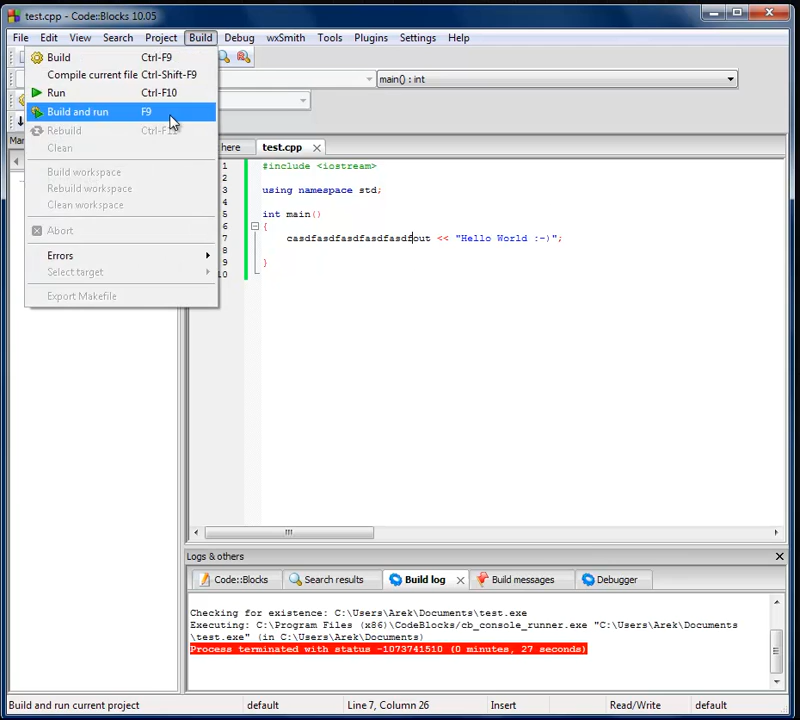 test.cpp - Code::Blocks 10.05
File Edit View Search Project Build Debug wxSmith Tools Plugins Settings Help
Build Ctrl-F9
Compile current file Ctrl-Shift-F9
main() : int
Run Ctrl-F10
Build and run F9
Rebuild
Clean
here test.cpp
Build workspace
Rebuild workspace
Clean workspace
Abort
Errors
Select target
Export Makefile
1 #include <iostream>
2
3 using namespace std;
4
5 int main()
6 {
7 casdfasdfasdfasdfasdfout << "Hello World :-)";
8
9 }
10
Logs & others
Code::Blocks Search results Build log Build messages Debugger
Checking for existence: C:\Users\Arek\Documents\test.exe
Executing: C:\Program Files (x86)\CodeBlocks/cb_console_runner.exe "C:\Users\Arek\Documents
\test.exe" (in C:\Users\Arek\Documents)
Process terminated with status -1073741510 (0 minutes, 27 seconds)
Build and run current project default Line 7, Column 26 Insert Read/Write default